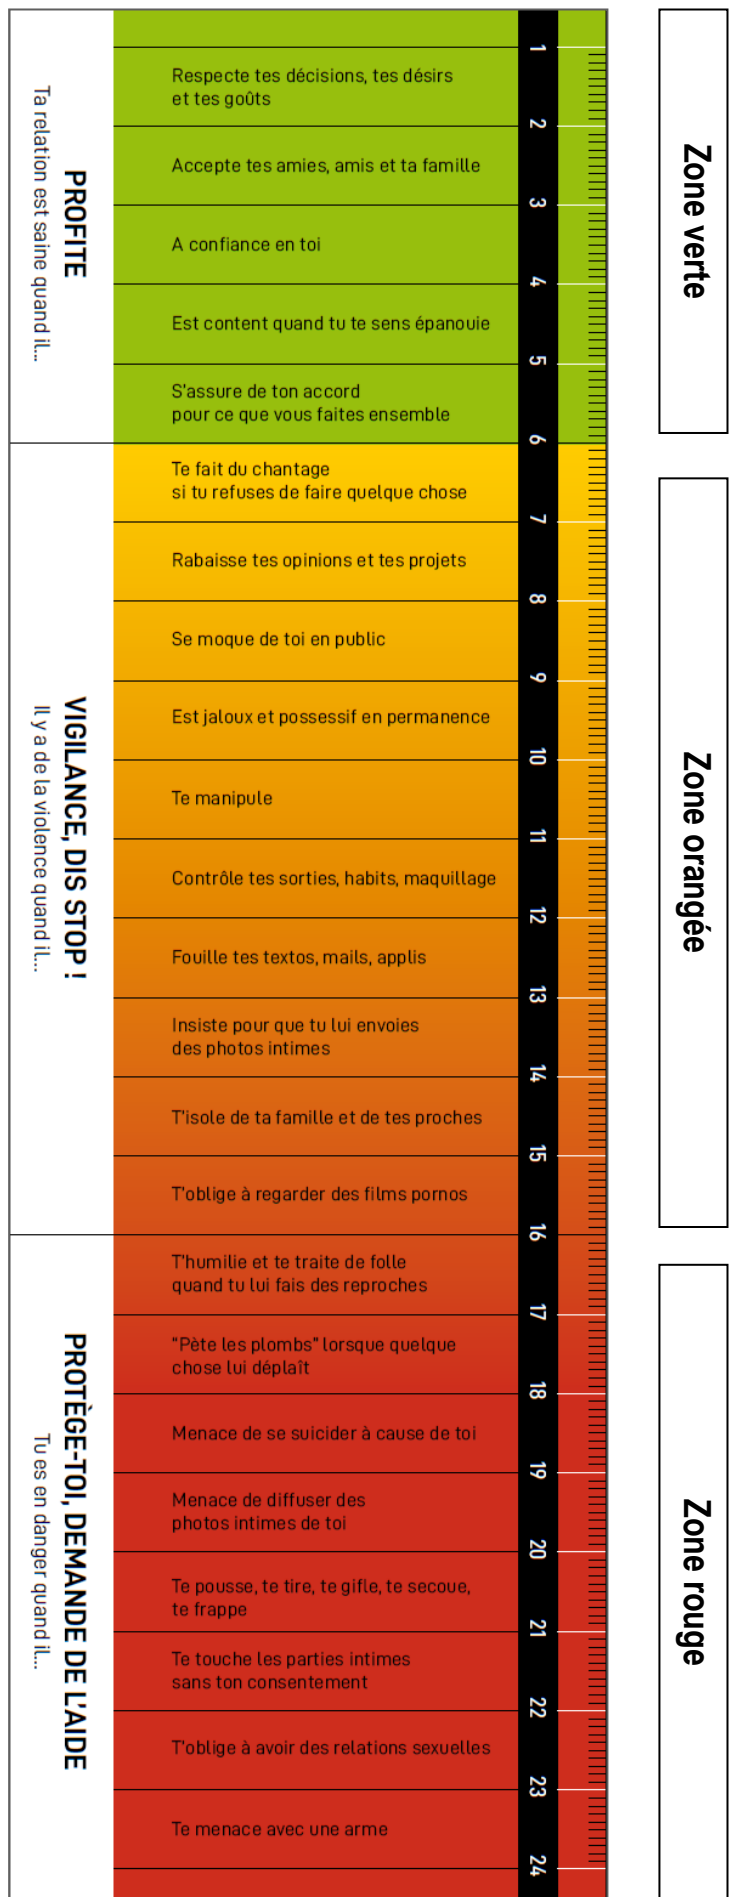 PROFITE
Ta relation est saine quand il...
1
Respecte tes décisions, tes désirs
et tes goûts
2
Accepte tes amies, amis et ta famille
3
A confiance en toi
4
Est content quand tu te sens épanouie
5
S'assure de ton accord
pour ce que vous faites ensemble
6
Zone verte
VIGILANCE, DIS STOP !
Il y a de la violence quand il...
Te fait du chantage
si tu refuses de faire quelque chose
7
Rabaisse tes opinions et tes projets
8
Se moque de toi en public
9
Est jaloux et possessif en permanence
10
Te manipule
11
Contrôle tes sorties, habits, maquillage
12
Fouille tes textos, mails, applis
13
Insiste pour que tu lui envoies
des photos intimes
14
T'isole de ta famille et de tes proches
15
T'oblige à regarder des films pornos
16
Zone orangée
PROTÈGE-TOI, DEMANDE DE L'AIDE
Tu es en danger quand il...
T'humilie et te traite de folle
quand tu lui fais des reproches
17
"Pète les plombs" lorsque quelque
chose lui déplaît
18
Menace de se suicider à cause de toi
19
Menace de diffuser des
photos intimes de toi
20
Te pousse, te tire, te gifle, te secoue,
te frappe
21
Te touche les parties intimes
sans ton consentement
22
T'oblige à avoir des relations sexuelles
23
Te menace avec une arme
24
Zone rouge